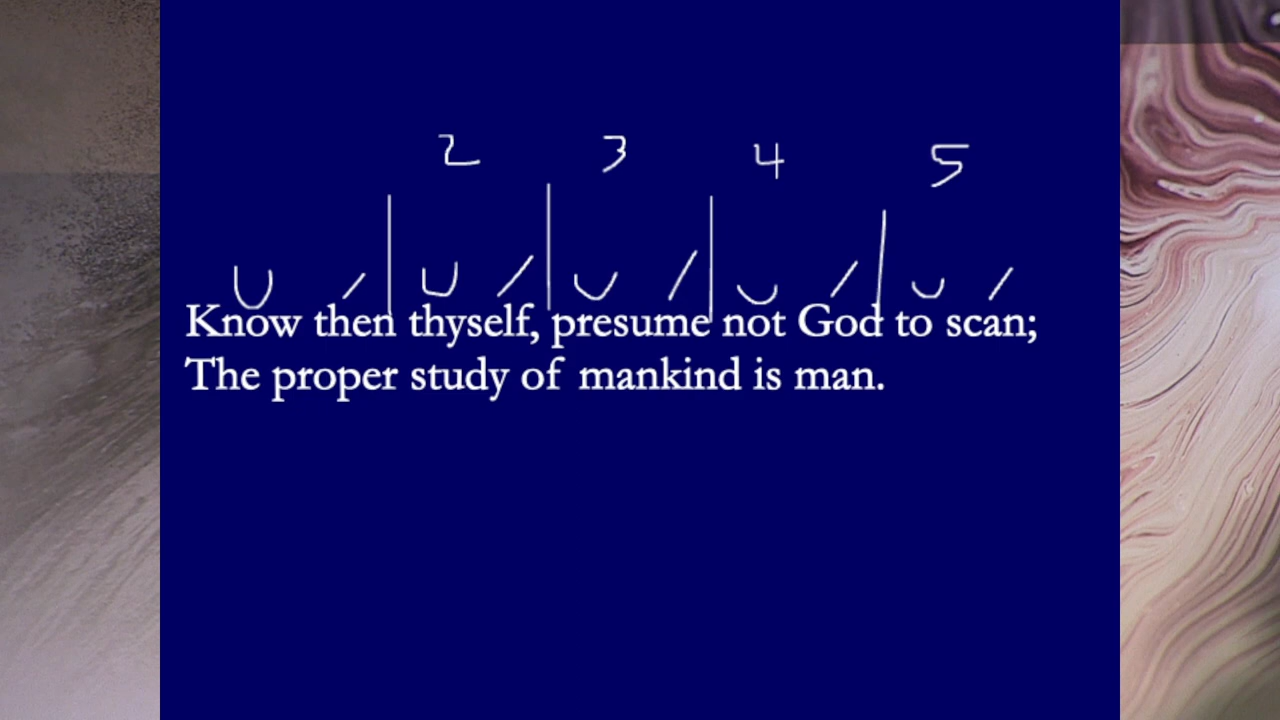 2 3 4 5
Know then thyself, presume not God to scan;
The proper study of mankind is man.